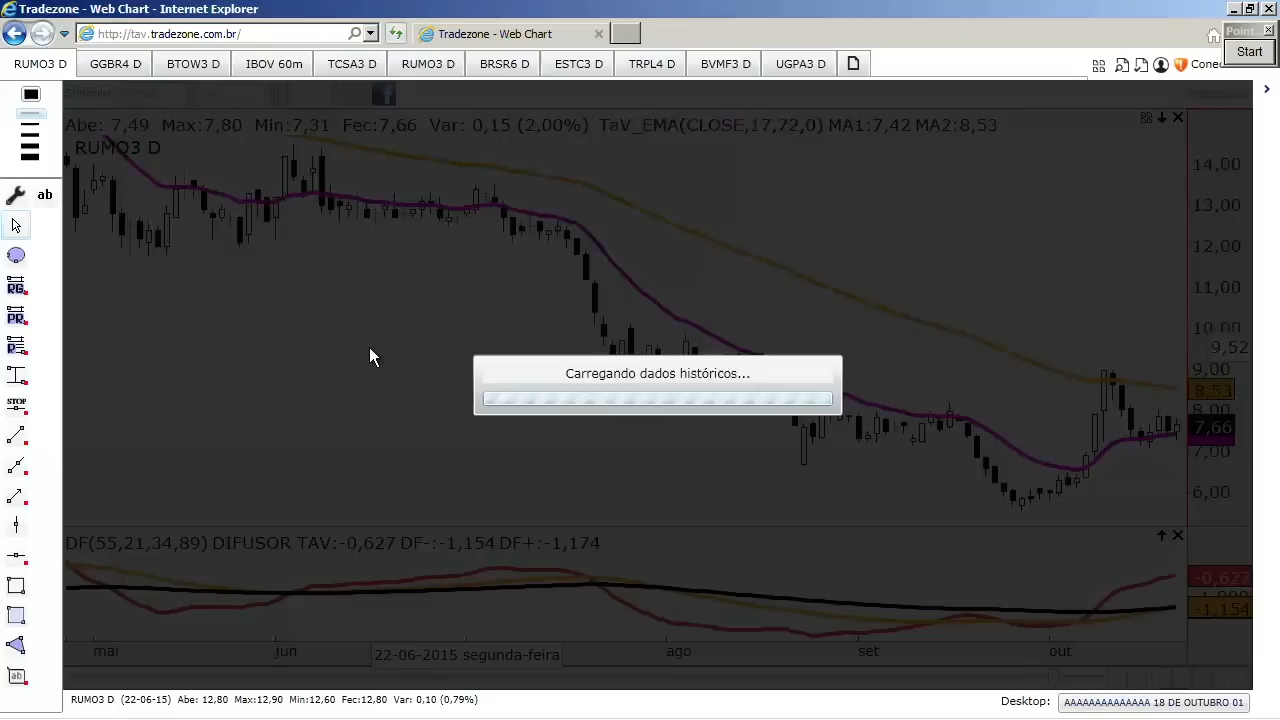 Tradezone - Web Chart - Internet Explorer
http://tav.tradezone.com.br/
Tradezone - Web Chart
Point...
Start
RUMO3 D
GGBR4 D
BTOW3 D
IBOV 60m
TCSA3 D
RUMO3 D
BRSR6 D
ESTC3 D
TRPL4 D
BVMF3 D
UGPA3 D
Conec
Abe: 7,49 Max:7,80 Min:7,31 Fec:7,66 Var: 0,15 (2,00%) TaV_EMA(CLOSE,17,72,0) MA1:7,42 MA2:8,53
RUMO3 D
14,00
13,00
12,00
11,00
10,00
9,52
9,00
8,53
8,00
7,66
7,00
6,00
ab
RG
PR
P
STOP
ab
Carregando dados históricos...
DF(55,21,34,89) DIFUSOR TAV:-0,627 DF-:-1,154 DF+:-1,174
-0,627
-1,154
mai
jun
22-06-2015 segunda-feira
ago
set
out
RUMO3 D (22-06-15) Abe: 12,80 Max:12,90 Min:12,60 Fec:12,80 Var: 0,10 (0,79%)
Desktop:
AAAAAAAAAAAAAA 18 DE OUTUBRO 01